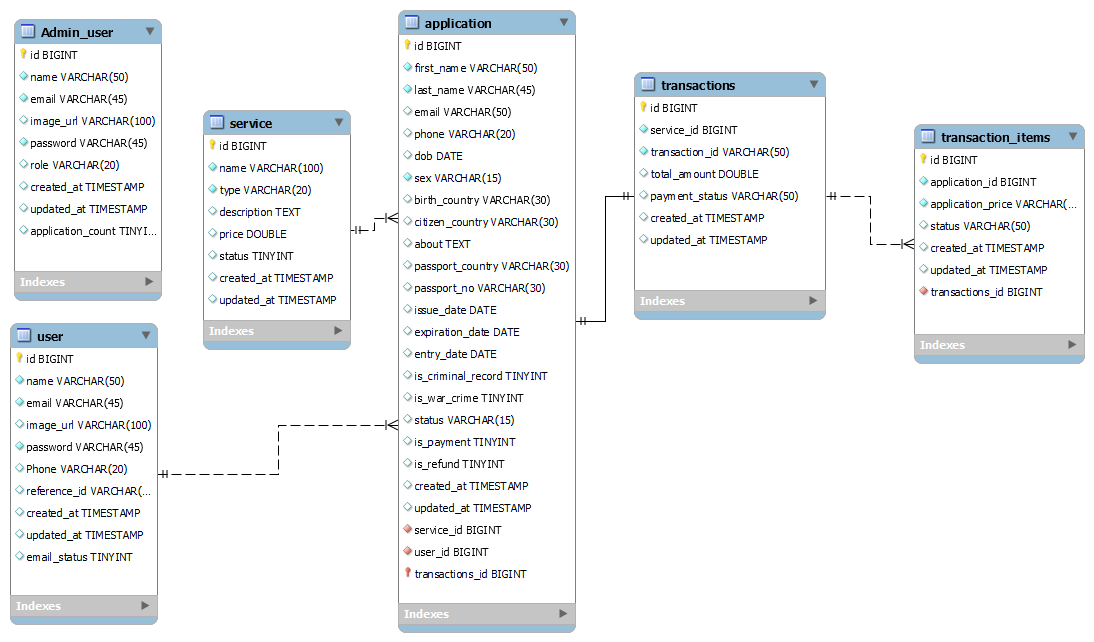 Admin_user
id BIGINT
name VARCHAR(50)
email VARCHAR(45)
image_url VARCHAR(100)
password VARCHAR(45)
role VARCHAR(20)
created_at TIMESTAMP
updated_at TIMESTAMP
application_count TINYI...
Indexes
user
id BIGINT
name VARCHAR(50)
email VARCHAR(45)
image_url VARCHAR(100)
password VARCHAR(45)
Phone VARCHAR(20)
reference_id VARCHAR(...
created_at TIMESTAMP
updated_at TIMESTAMP
email_status TINYINT
Indexes
service
id BIGINT
name VARCHAR(100)
type VARCHAR(20)
description TEXT
price DOUBLE
status TINYINT
created_at TIMESTAMP
updated_at TIMESTAMP
Indexes
application
id BIGINT
first_name VARCHAR(50)
last_name VARCHAR(45)
email VARCHAR(50)
phone VARCHAR(20)
dob DATE
sex VARCHAR(15)
birth_country VARCHAR(30)
citizen_country VARCHAR(30)
about TEXT
passport_country VARCHAR(30)
passport_no VARCHAR(30)
issue_date DATE
expiration_date DATE
entry_date DATE
is_criminal_record TINYINT
is_war_crime TINYINT
status VARCHAR(15)
is_payment TINYINT
is_refund TINYINT
created_at TIMESTAMP
updated_at TIMESTAMP
service_id BIGINT
user_id BIGINT
transactions_id BIGINT
Indexes
transactions
id BIGINT
service_id BIGINT
transaction_id VARCHAR(50)
total_amount DOUBLE
payment_status VARCHAR(50)
created_at TIMESTAMP
updated_at TIMESTAMP
Indexes
transaction_items
id BIGINT
application_id BIGINT
application_price VARCHAR(...
status VARCHAR(50)
created_at TIMESTAMP
updated_at TIMESTAMP
transactions_id BIGINT
Indexes